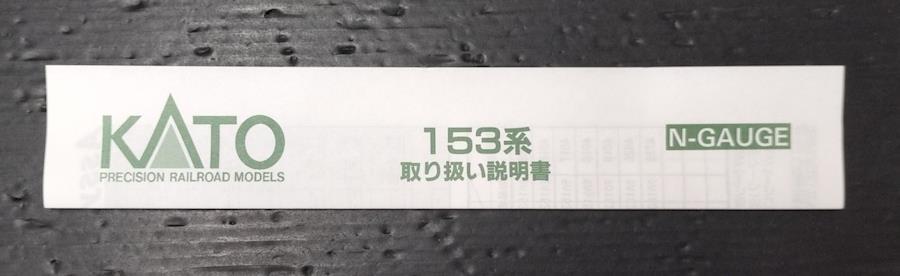 KATO
PRECISION RAILROAD MODELS
153系
取り扱い説明書
N-GAUGE